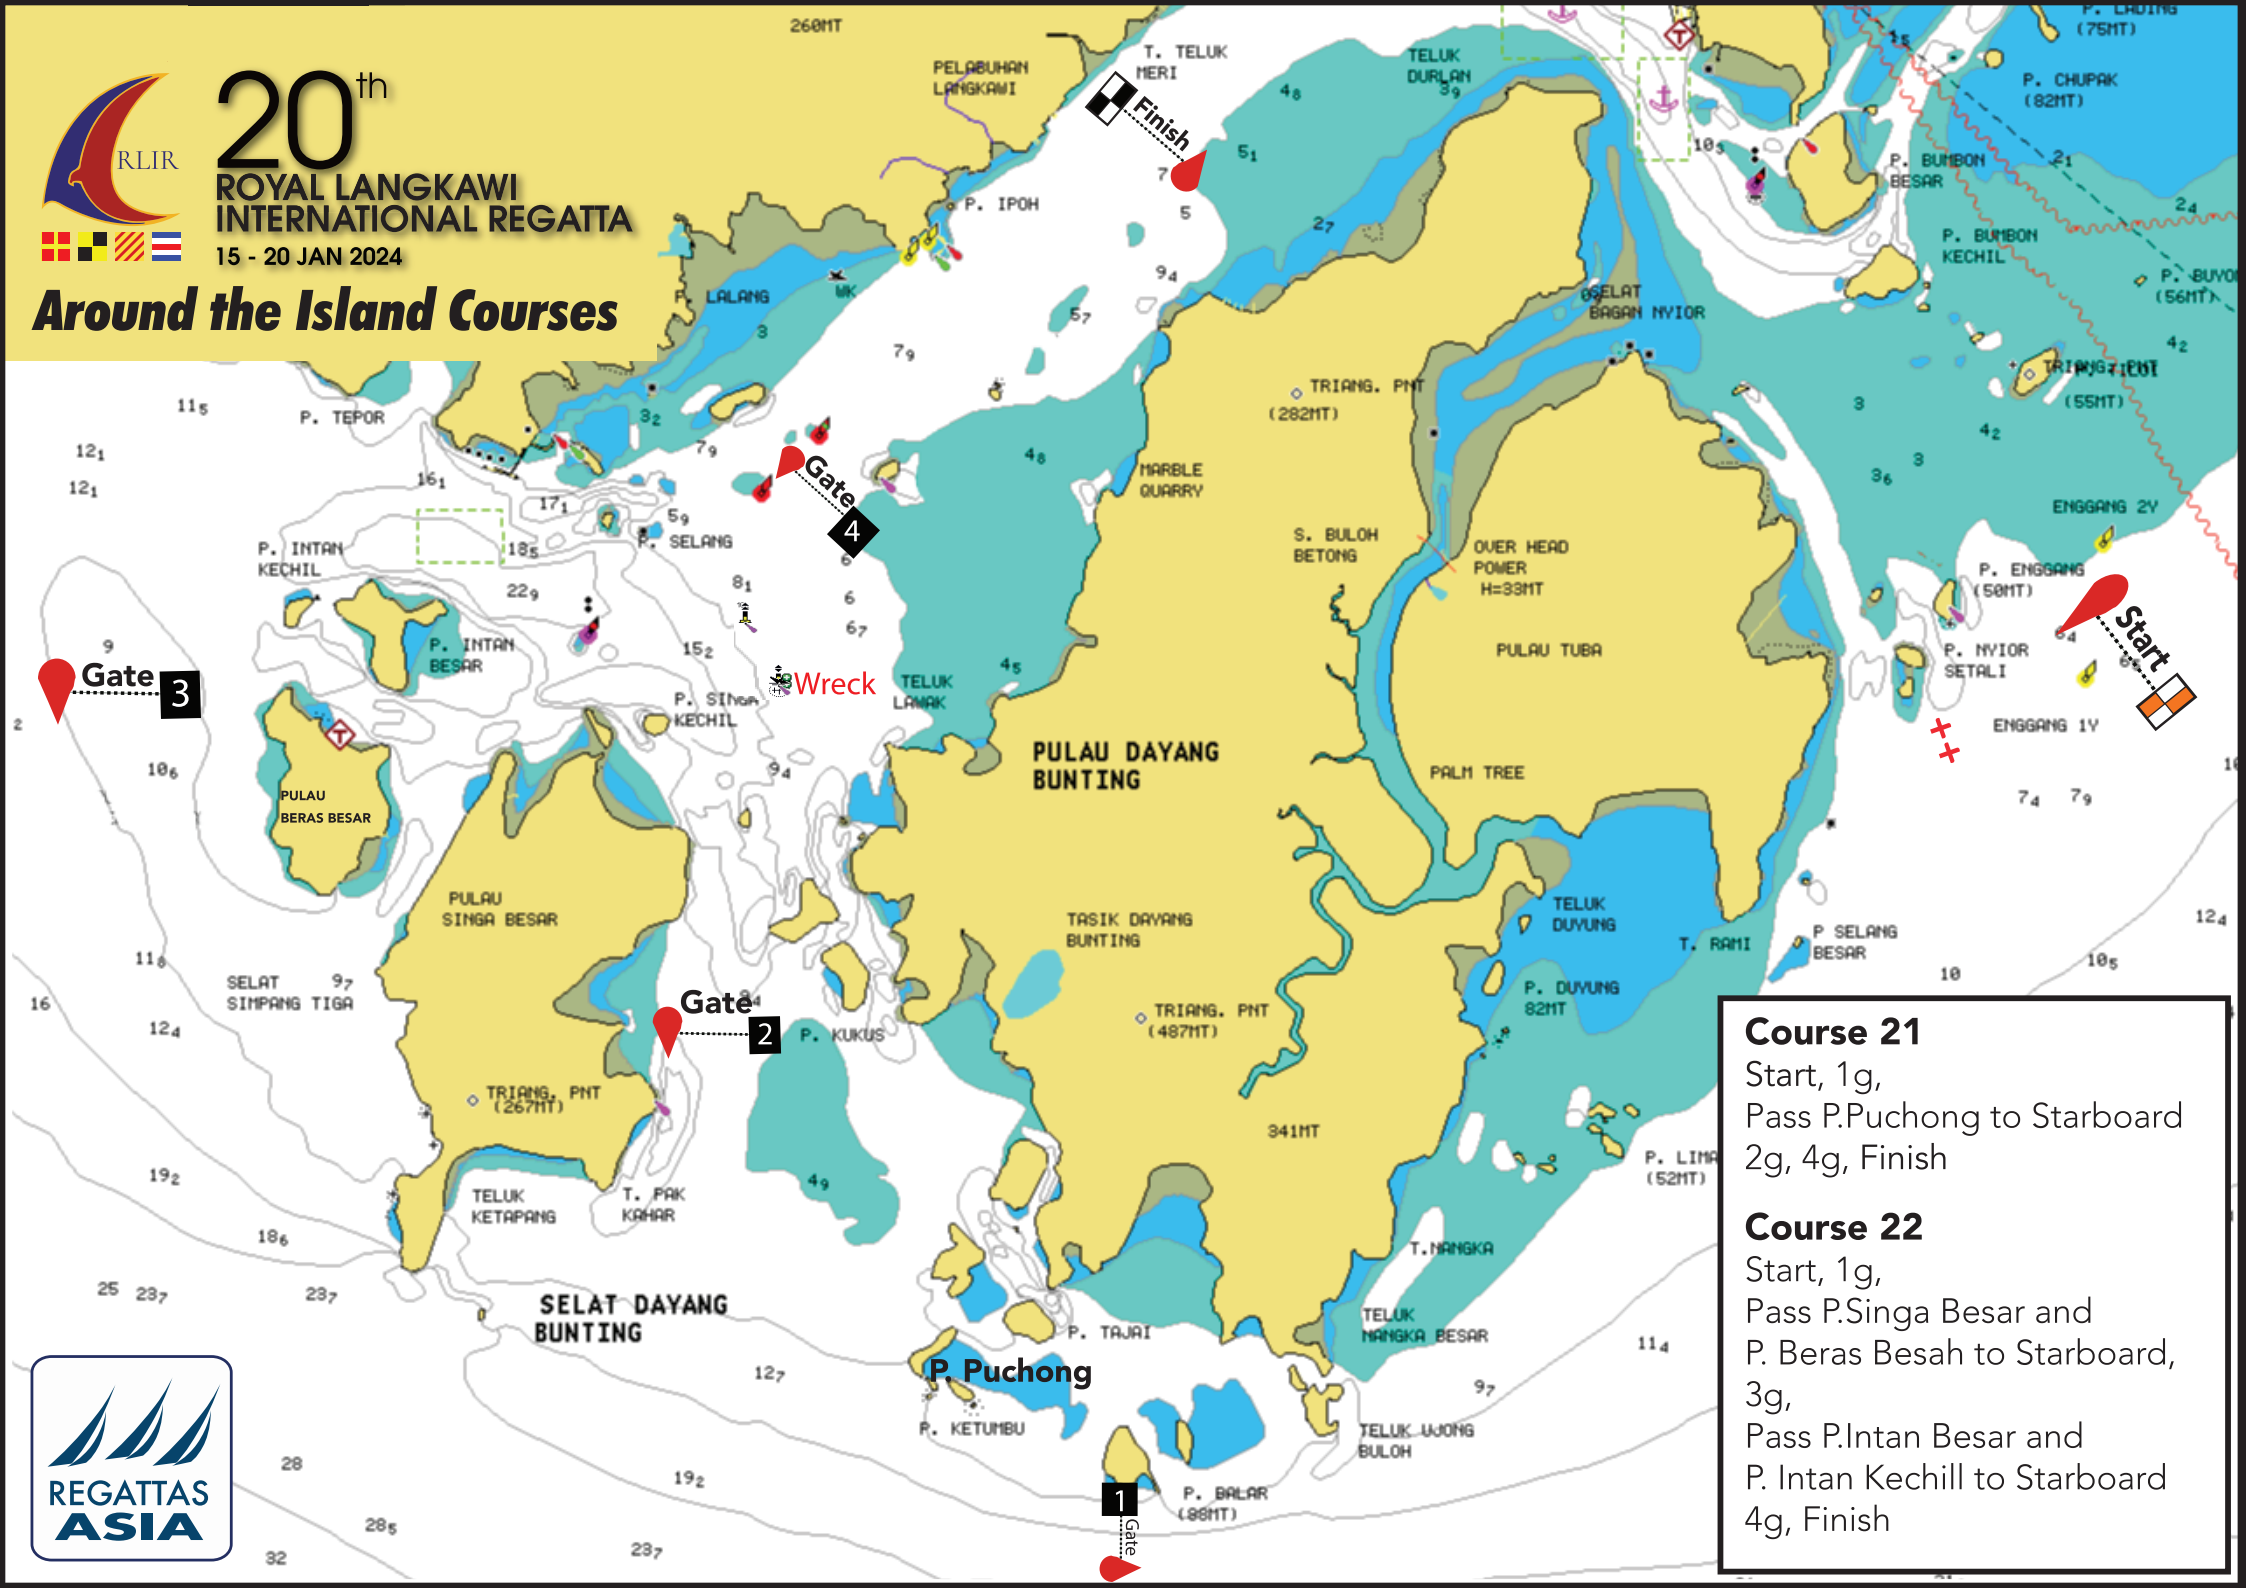 260MT
20th
ROYAL LANGKAWI
INTERNATIONAL REGATTA
15 - 20 JAN 2024
RLIR
Around the Island Courses
PELABUHAN
LANGKAWI
T. TELUK
MERI
Finish
TELUK
DURLAN
P. LADING
(75MT)
P. CHUPAK
(82MT)
P. BUMBON
BESAR
P. BUMBON
KECHIL
(56MT)
P. IPOH
P. LALANG
WK
SELAT
BAGAN NYIOR
TRIANG. PNT
(282MT)
TRIANG. PNT
(55MT)
P. TEPOR
MARBLE
QUARRY
Gate
4
P. SELANG
P. INTAN
KECHIL
S. BULOH
BETONG
OVER HEAD
POWER
H=33MT
ENGGANG 2Y
P. ENGGANG
(50MT)
Start
P. NYIOR
SETALI
ENGGANG 1Y
PULAU TUBA
P. INTAN
BESAR
Gate
3
Wreck
TELUK
LAWAK
P. SINGA
KECHIL
PULAU DAYANG
BUNTING
PALM TREE
PULAU
BERAS BESAR
PULAU
SINGA BESAR
TASIK DAYANG
BUNTING
TELUK
DUYUNG
T. RAMI
P SELANG
BESAR
SELAT
SIMPANG TIGA
P. DUYUNG
82MT
Gate
2
P. KUKUS
TRIANG. PNT
(487MT)
TRIANG. PNT
(267MT)
341MT
P. LIMA
(52MT)
TELUK
KETAPANG
T. PAK
KAHAR
T.NANGKA
SELAT DAYANG
BUNTING
P. TAJAI
TELUK
NANGKA BESAR
P. Puchong
P. KETUMBU
TELUK UJONG
BULOH
1
Gate
P. BALAR
(88MT)
REGATTAS
ASIA
Course 21
Start, 1g,
Pass P.Puchong to Starboard
2g, 4g, Finish
Course 22
Start, 1g,
Pass P.Singa Besar and
P. Beras Besah to Starboard,
3g,
Pass P.Intan Besar and
P. Intan Kechill to Starboard
4g, Finish